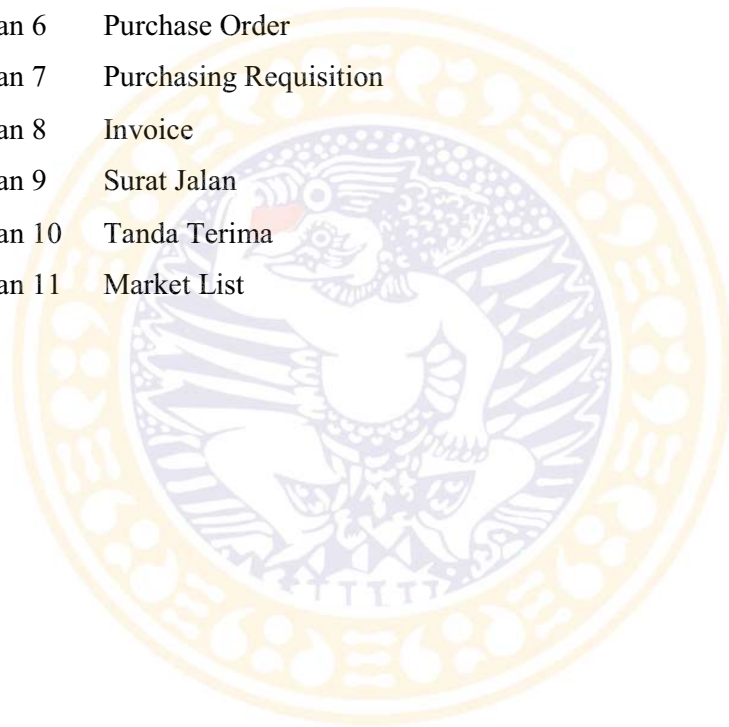 an 6 Purchase Order
an 7 Purchasing Requisition
an 8 Invoice
an 9 Surat Jalan
an 10 Tanda Terima
an 11 Market List